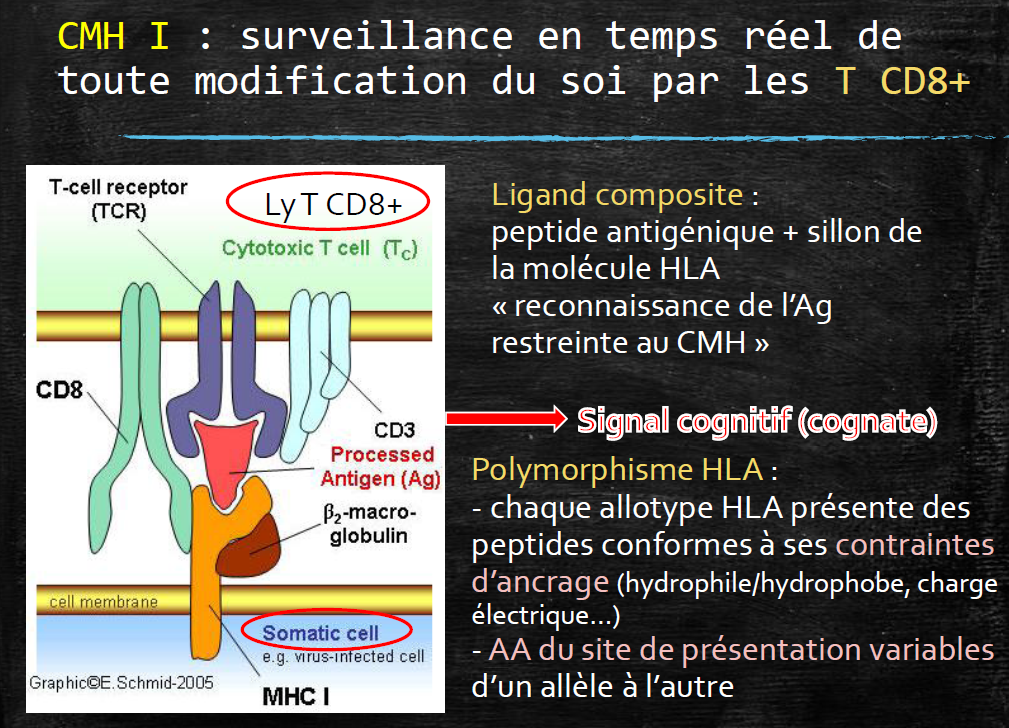 CMH I : surveillance en temps réel de
toute modification du soi par les T CD8+
T-cell receptor
(TCR)
Ly T CD8+
Cytotoxic T cell (TC)
CD8
CD3
Processed
Antigen (Ag)
β2-macro-
globulin
cell membrane
Somatic cell
e.g. virus-infected cell
Graphic©E.Schmid-2005
MHC I
Ligand composite :
peptide antigénique + sillon de
la molécule HLA
« reconnaissance de l’Ag
restreinte au CMH »
Signal cognitif (cognate)
Polymorphisme HLA :
- chaque allotype HLA présente des
peptides conformes à ses contraintes
d’ancrage (hydrophile/hydrophobe, charge
électrique...)
- AA du site de présentation variables
d’un allèle à l’autre